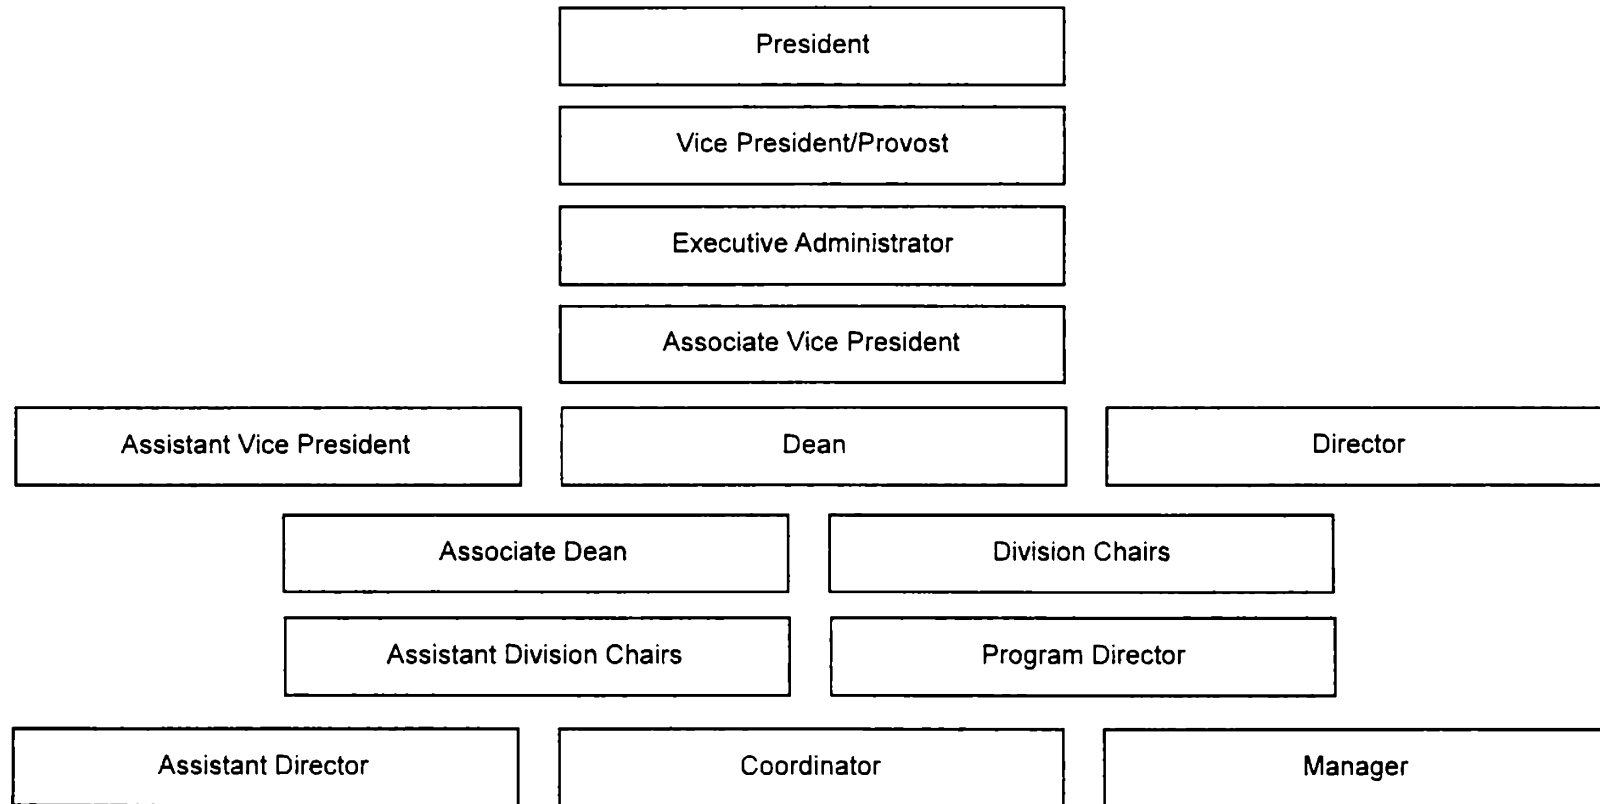 President
Vice President/Provost
Executive Administrator
Associate Vice President
Assistant Vice President
Dean
Director
Associate Dean
Division Chairs
Assistant Division Chairs
Program Director
Assistant Director
Coordinator
Manager